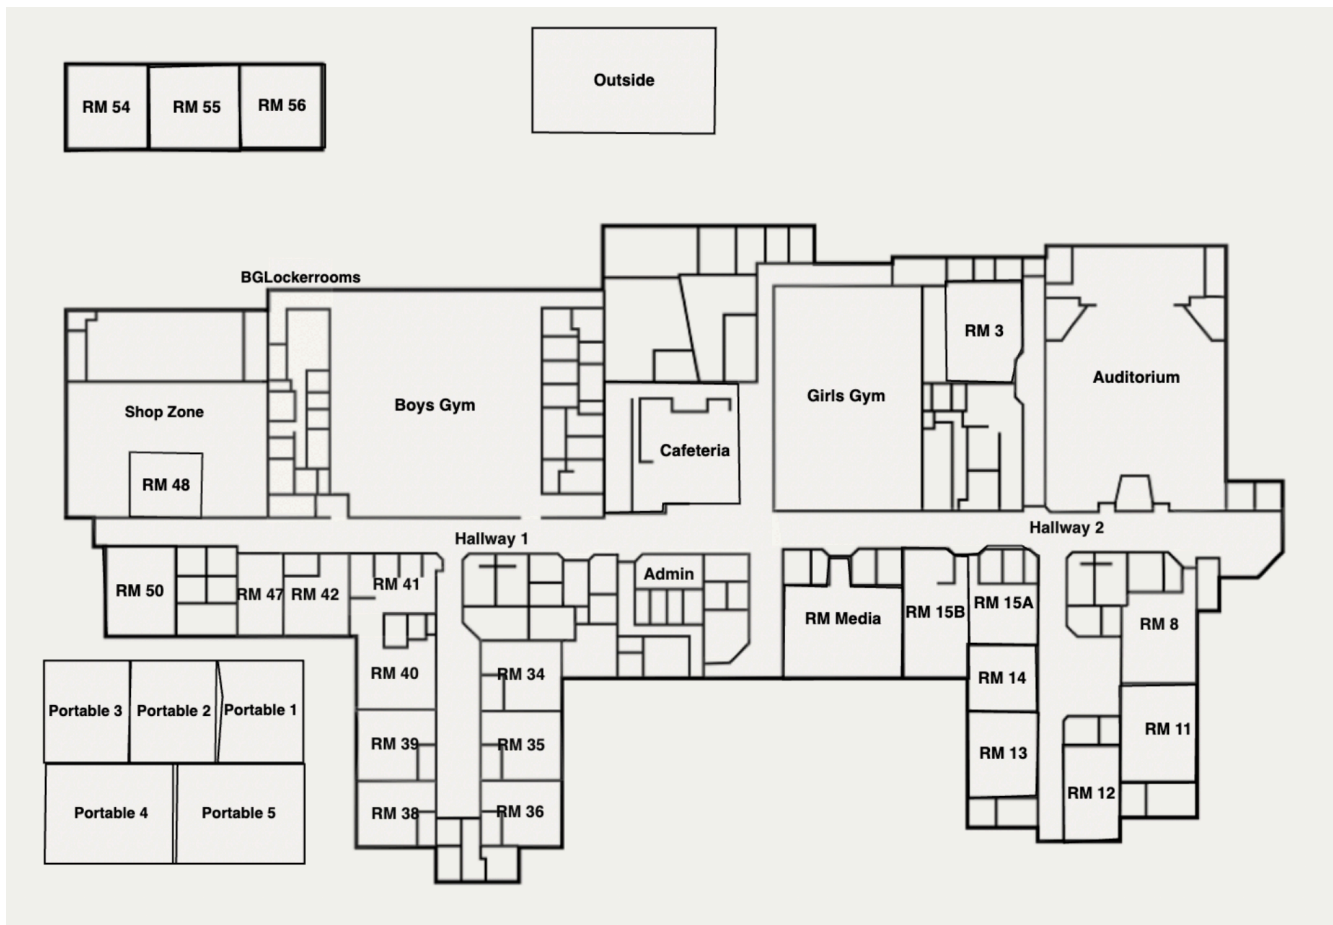 Outside
RM 54
RM 55
RM 56
BGLockerrooms
RM 3
Auditorium
Girls Gym
Boys Gym
Shop Zone
Cafeteria
RM 48
Hallway 2
Hallway 1
Admin
RM 41
RM 50
RM 47
RM 42
RM Media
RM 15B
RM 15A
RM 8
RM 40
RM 34
RM 14
Portable 3
Portable 2
Portable 1
RM 11
RM 39
RM 35
RM 13
RM 12
Portable 4
Portable 5
RM 38
RM 36